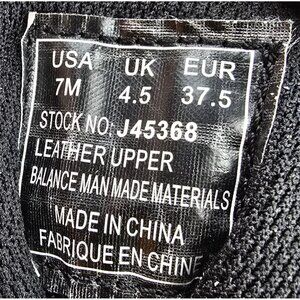 USA UK EUR
7M 4.5 37.5
STOCK NO: J45368
LEATHER UPPER
BALANCE MAN MADE MATERIALS
MADE IN CHINA
FABRIQUE EN CHINE